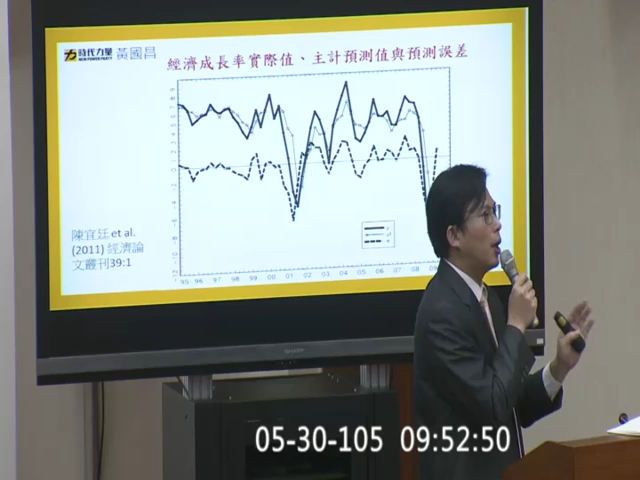 時代力量 黃國昌
NEW POWER PARTY
經濟成長率實際值、主計預測值與預測誤差
陳宜廷 et al.
(2011) 經濟論
文叢刊39:1
95 96 97 98 99 00 01 02 03 04 05 06 07 08 09
SHARP
05-30-105 09:52:50